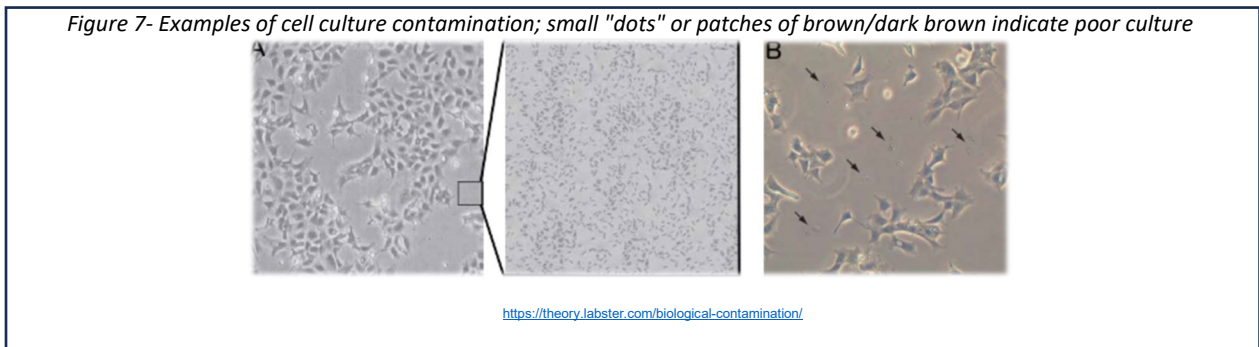 Figure 7- Examples of cell culture contamination; small "dots" or patches of brown/dark brown indicate poor culture
A
B
https://theory.labster.com/biological-contamination/